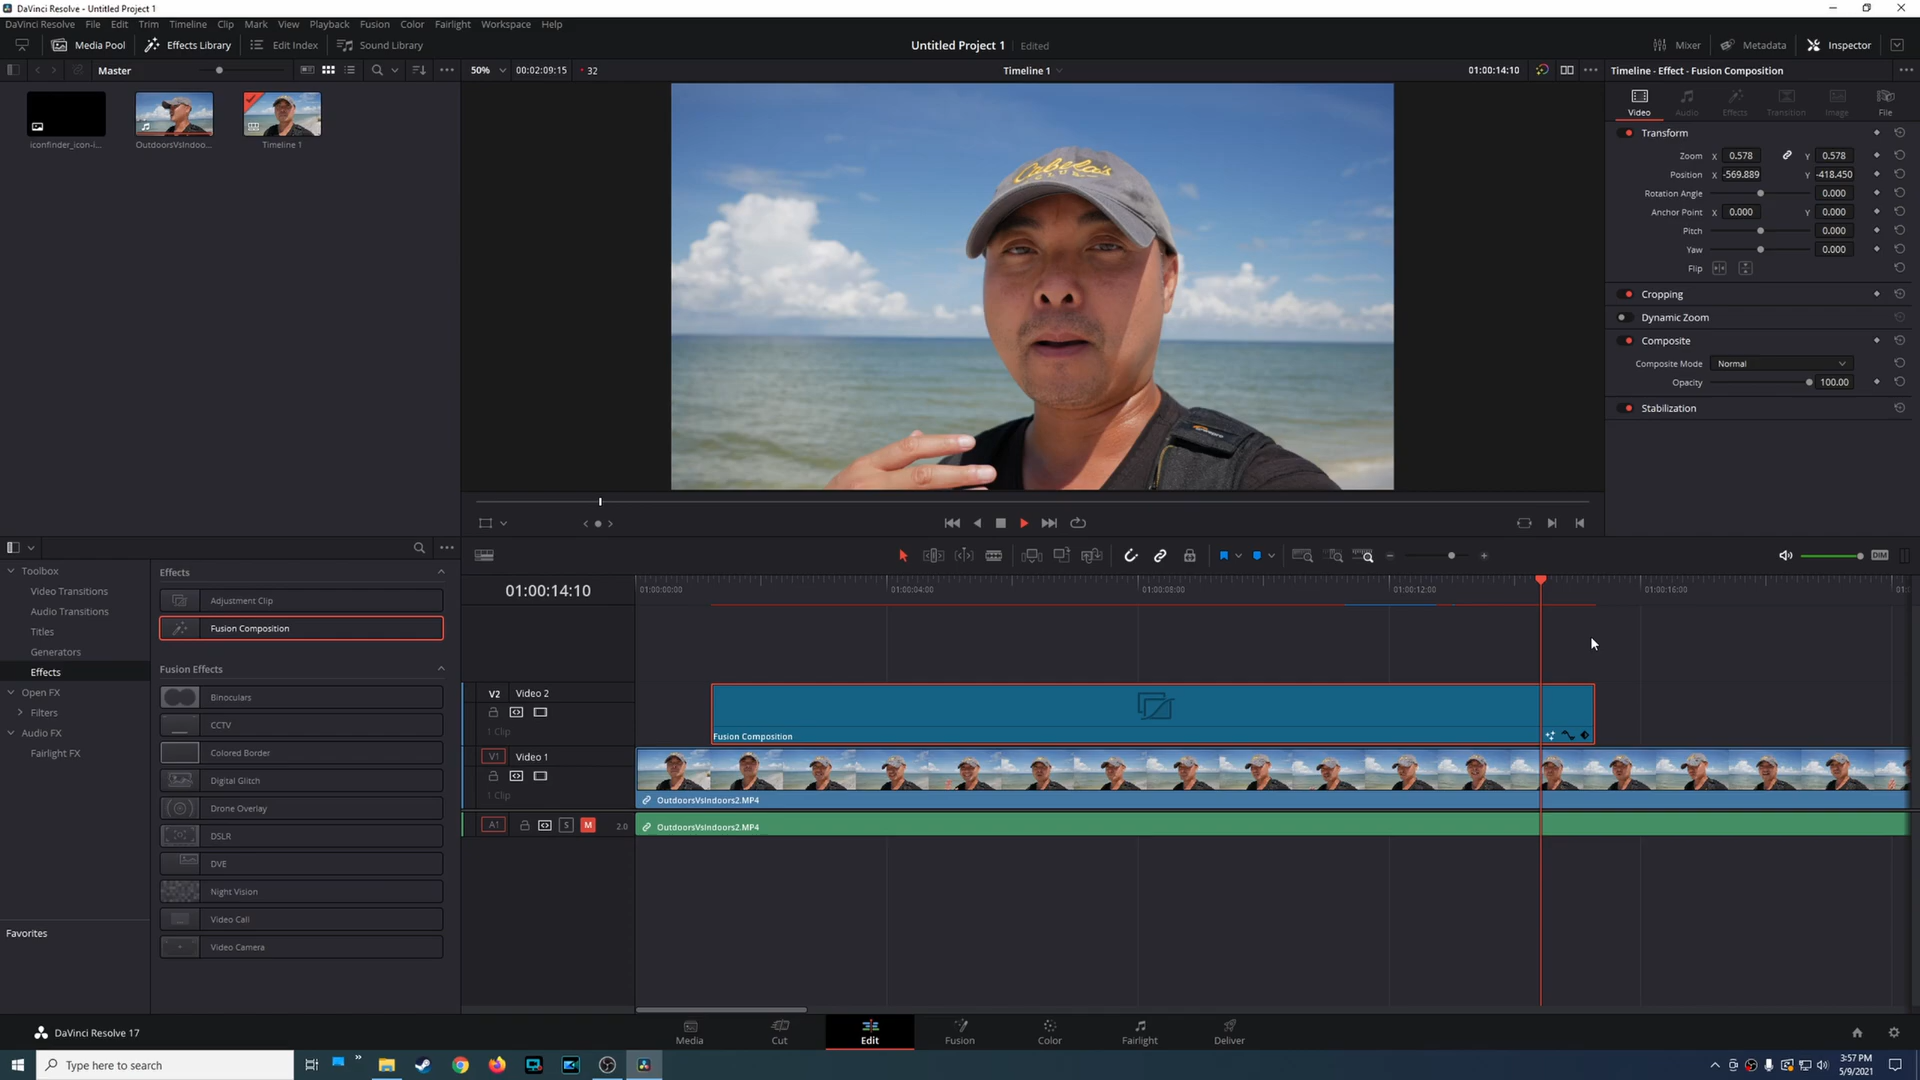 DaVinci Resolve - Untitled Project 1
DaVinci Resolve File Edit Trim Timeline Clip Mark View Playback Fusion Color Fairlight Workspace Help
Media Pool Effects Library Edit Index Sound Library
Untitled Project 1 Edited
Mixer Metadata Inspector
Master
50% 00:02:09:15 32
Timeline 1
01:00:14:10
Timeline - Effect - Fusion Composition
iconfinder_icon-i...
OutdoorsVsIndoo...
Timeline 1
Cabela's
CLUB
Video Audio Effects Transition Image File
Transform
Zoom X 0.578 Y 0.578
Position X -569.889 Y -418.450
Rotation Angle 0.000
Anchor Point X 0.000 Y 0.000
Pitch 0.000
Yaw 0.000
Flip
Cropping
Dynamic Zoom
Composite
Composite Mode Normal
Opacity 100.00
Stabilization
Toolbox
Video Transitions
Audio Transitions
Titles
Generators
Effects
Open FX
Filters
Audio FX
Fairlight FX
Favorites
Effects
Adjustment Clip
Fusion Composition
Fusion Effects
Binoculars
CCTV
Colored Border
Digital Glitch
Drone Overlay
DSLR
DVE
Night Vision
Video Call
Video Camera
DIM
01:00:14:10
01:00:00:00 01:00:04:00 01:00:08:00 01:00:12:00 01:00:16:00
V2 Video 2
1 Clip
Fusion Composition
V1 Video 1
1 Clip
OutdoorsVsIndoors2.MP4
A1 S M 2.0
OutdoorsVsIndoors2.MP4
DaVinci Resolve 17
Media Cut Edit Fusion Color Fairlight Deliver
Type here to search
3:57 PM
5/9/2021